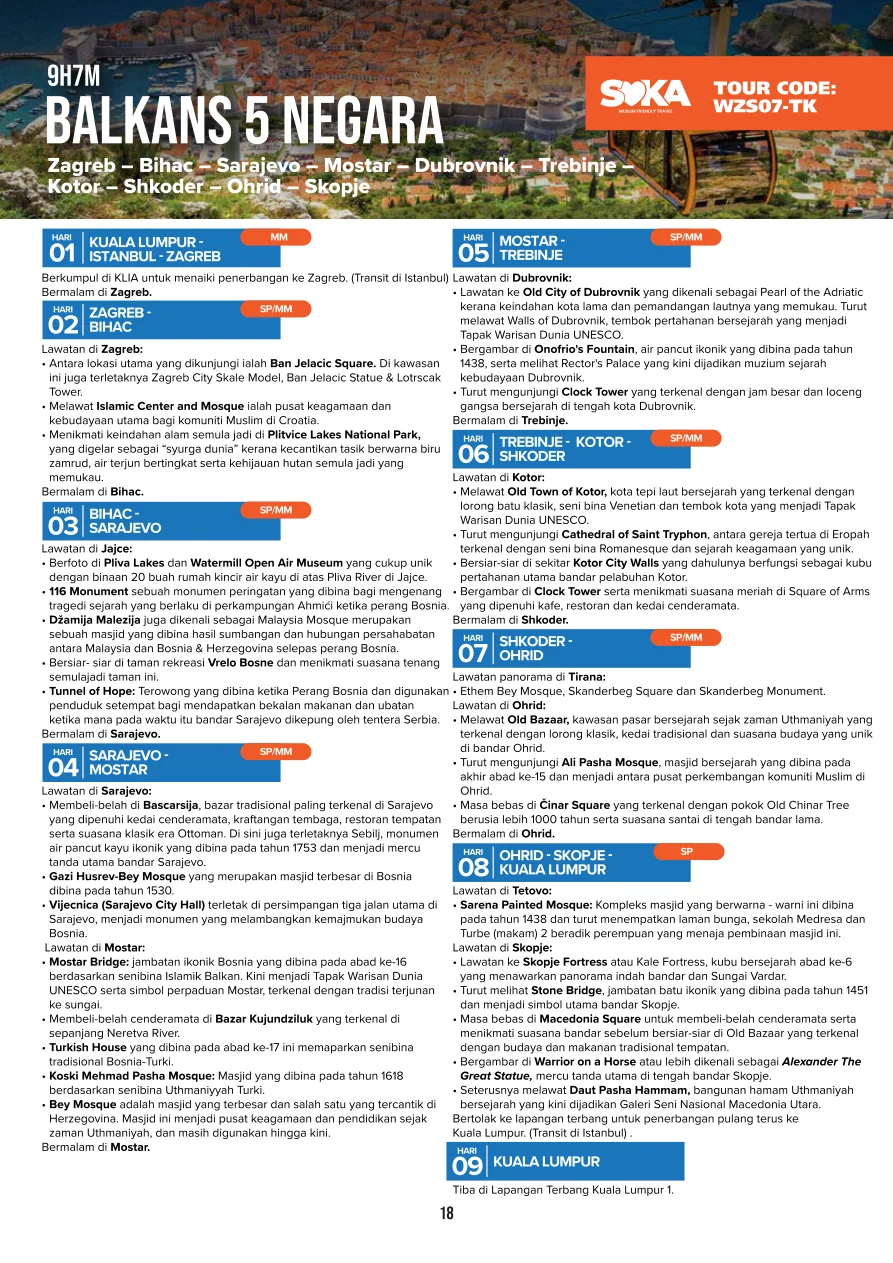 9H7M
BALKANS 5 NEGARA
Zagreb – Bihac – Sarajevo – Mostar – Dubrovnik – Trebinje –
Kotor – Shkoder – Ohrid – Skopje
SOKA
MUSLIM FRIENDLY TRAVEL
TOUR CODE:
WZS07-TK
HARI
01
KUALA LUMPUR -
ISTANBUL - ZAGREB
MM
Berkumpul di KLIA untuk menaiki penerbangan ke Zagreb. (Transit di Istanbul)
Bermalam di Zagreb.
HARI
02
ZAGREB -
BIHAC
SP/MM
Lawatan di Zagreb:
• Antara lokasi utama yang dikunjungi ialah Ban Jelacic Square. Di kawasan
ini juga terletaknya Zagreb City Skale Model, Ban Jelacic Statue & Lotrscak
Tower.
• Melawat Islamic Center and Mosque ialah pusat keagamaan dan
kebudayaan utama bagi komuniti Muslim di Croatia.
• Menikmati keindahan alam semula jadi di Plitvice Lakes National Park,
yang digelar sebagai “syurga dunia” kerana kecantikan tasik berwarna biru
zamrud, air terjun bertingkat serta kehijauan hutan semula jadi yang
memukau.
Bermalam di Bihac.
HARI
03
BIHAC -
SARAJEVO
SP/MM
Lawatan di Jajce:
• Berfoto di Pliva Lakes dan Watermill Open Air Museum yang cukup unik
dengan binaan 20 buah rumah kincir air kayu di atas Pliva River di Jajce.
• 116 Monument sebuah monumen peringatan yang dibina bagi mengenang
tragedi sejarah yang berlaku di perkampungan Ahmići ketika perang Bosnia.
• Džamija Malezija juga dikenali sebagai Malaysia Mosque merupakan
sebuah masjid yang dibina hasil sumbangan dan hubungan persahabatan
antara Malaysia dan Bosnia & Herzegovina selepas perang Bosnia.
• Bersiar- siar di taman rekreasi Vrelo Bosne dan menikmati suasana tenang
semulajadi taman ini.
• Tunnel of Hope: Terowong yang dibina ketika Perang Bosnia dan digunakan
penduduk setempat bagi mendapatkan bekalan makanan dan ubatan
ketika mana pada waktu itu bandar Sarajevo dikepung oleh tentera Serbia.
Bermalam di Sarajevo.
HARI
04
SARAJEVO -
MOSTAR
SP/MM
Lawatan di Sarajevo:
• Membeli-belah di Bascarsija, bazar tradisional paling terkenal di Sarajevo
yang dipenuhi kedai cenderamata, kraftangan tembaga, restoran tempatan
serta suasana klasik era Ottoman. Di sini juga terletaknya Sebilj, monumen
air pancut kayu ikonik yang dibina pada tahun 1753 dan menjadi mercu
tanda utama bandar Sarajevo.
• Gazi Husrev-Bey Mosque yang merupakan masjid terbesar di Bosnia
dibina pada tahun 1530.
• Vijecnica (Sarajevo City Hall) terletak di persimpangan tiga jalan utama di
Sarajevo, menjadi monumen yang melambangkan kemajmukan budaya
Bosnia.
Lawatan di Mostar:
• Mostar Bridge: jambatan ikonik Bosnia yang dibina pada abad ke-16
berdasarkan senibina Islamik Balkan. Kini menjadi Tapak Warisan Dunia
UNESCO serta simbol perpaduan Mostar, terkenal dengan tradisi terjunan
ke sungai.
• Membeli-belah cenderamata di Bazar Kujundziluk yang terkenal di
sepanjang Neretva River.
• Turkish House yang dibina pada abad ke-17 ini memaparkan senibina
tradisional Bosnia-Turki.
• Koski Mehmad Pasha Mosque: Masjid yang dibina pada tahun 1618
berdasarkan senibina Uthmaniyyah Turki.
• Bey Mosque adalah masjid yang terbesar dan salah satu yang tercantik di
Herzegovina. Masjid ini menjadi pusat keagamaan dan pendidikan sejak
zaman Uthmaniyah, dan masih digunakan hingga kini.
Bermalam di Mostar.
HARI
05
MOSTAR -
TREBINJE
SP/MM
Lawatan di Dubrovnik:
• Lawatan ke Old City of Dubrovnik yang dikenali sebagai Pearl of the Adriatic
kerana keindahan kota lama dan pemandangan lautnya yang memukau. Turut
melawat Walls of Dubrovnik, tembok pertahanan bersejarah yang menjadi
Tapak Warisan Dunia UNESCO.
• Bergambar di Onofrio's Fountain, air pancut ikonik yang dibina pada tahun
1438, serta melihat Rector's Palace yang kini dijadikan muzium sejarah
kebudayaan Dubrovnik.
• Turut mengunjungi Clock Tower yang terkenal dengan jam besar dan loceng
gangsa bersejarah di tengah kota Dubrovnik.
Bermalam di Trebinje.
HARI
06
TREBINJE - KOTOR -
SHKODER
SP/MM
Lawatan di Kotor:
• Melawat Old Town of Kotor, kota tepi laut bersejarah yang terkenal dengan
lorong batu klasik, seni bina Venetian dan tembok kota yang menjadi Tapak
Warisan Dunia UNESCO.
• Turut mengunjungi Cathedral of Saint Tryphon, antara gereja tertua di Eropah
terkenal dengan seni bina Romanesque dan sejarah keagamaan yang unik.
• Bersiar-siar di sekitar Kotor City Walls yang dahulunya berfungsi sebagai kubu
pertahanan utama bandar pelabuhan Kotor.
• Bergambar di Clock Tower serta menikmati suasana meriah di Square of Arms
yang dipenuhi kafe, restoran dan kedai cenderamata.
Bermalam di Shkoder.
HARI
07
SHKODER -
OHRID
SP/MM
Lawatan panorama di Tirana:
• Ethem Bey Mosque, Skanderbeg Square dan Skanderbeg Monument.
Lawatan di Ohrid:
• Melawat Old Bazaar, kawasan pasar bersejarah sejak zaman Uthmaniyah yang
terkenal dengan lorong klasik, kedai tradisional dan suasana budaya yang unik
di bandar Ohrid.
• Turut mengunjungi Ali Pasha Mosque, masjid bersejarah yang dibina pada
akhir abad ke-15 dan menjadi antara pusat perkembangan komuniti Muslim di
Ohrid.
• Masa bebas di Činar Square yang terkenal dengan pokok Old Chinar Tree
berusia lebih 1000 tahun serta suasana santai di tengah bandar lama.
Bermalam di Ohrid.
HARI
08
OHRID - SKOPJE -
KUALA LUMPUR
SP
Lawatan di Tetovo:
• Sarena Painted Mosque: Kompleks masjid yang berwarna - warni ini dibina
pada tahun 1438 dan turut menempatkan laman bunga, sekolah Medresa dan
Turbe (makam) 2 beradik perempuan yang menaja pembinaan masjid ini.
Lawatan di Skopje:
• Lawatan ke Skopje Fortress atau Kale Fortress, kubu bersejarah abad ke-6
yang menawarkan panorama indah bandar dan Sungai Vardar.
• Turut melihat Stone Bridge, jambatan batu ikonik yang dibina pada tahun 1451
dan menjadi simbol utama bandar Skopje.
• Masa bebas di Macedonia Square untuk membeli-belah cenderamata serta
menikmati suasana bandar sebelum bersiar-siar di Old Bazaar yang terkenal
dengan budaya dan makanan tradisional tempatan.
• Bergambar di Warrior on a Horse atau lebih dikenali sebagai Alexander The
Great Statue, mercu tanda utama di tengah bandar Skopje.
• Seterusnya melawat Daut Pasha Hammam, bangunan hamam Uthmaniyah
bersejarah yang kini dijadikan Galeri Seni Nasional Macedonia Utara.
Bertolak ke lapangan terbang untuk penerbangan pulang terus ke
Kuala Lumpur. (Transit di Istanbul) .
HARI
09
KUALA LUMPUR
Tiba di Lapangan Terbang Kuala Lumpur 1.
18